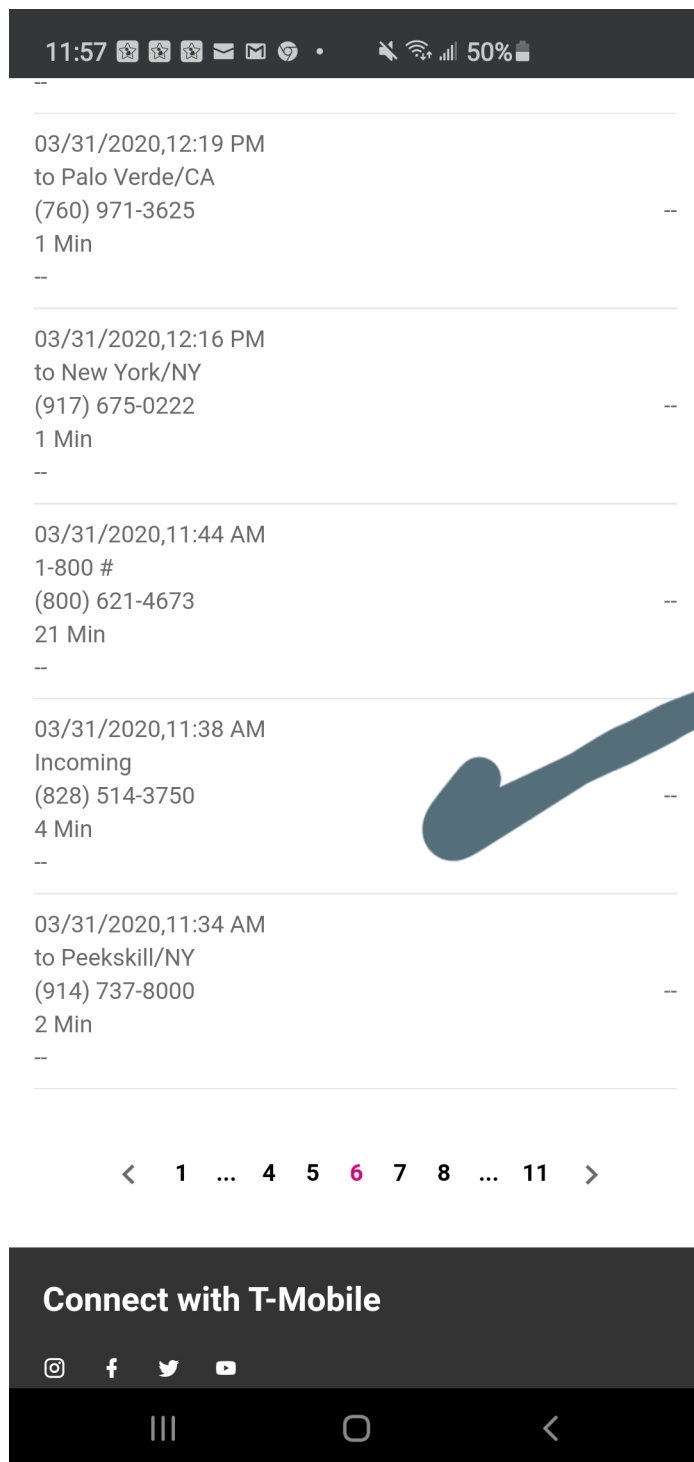 11:57 50%
--
03/31/2020,12:19 PM
to Palo Verde/CA
(760) 971-3625 --
1 Min
--
03/31/2020,12:16 PM
to New York/NY
(917) 675-0222 --
1 Min
--
03/31/2020,11:44 AM
1-800 #
(800) 621-4673 --
21 Min
--
03/31/2020,11:38 AM
Incoming
(828) 514-3750 --
4 Min
--
03/31/2020,11:34 AM
to Peekskill/NY
(914) 737-8000 --
2 Min
--
1 ... 4 5 6 7 8 ... 11
Connect with T-Mobile